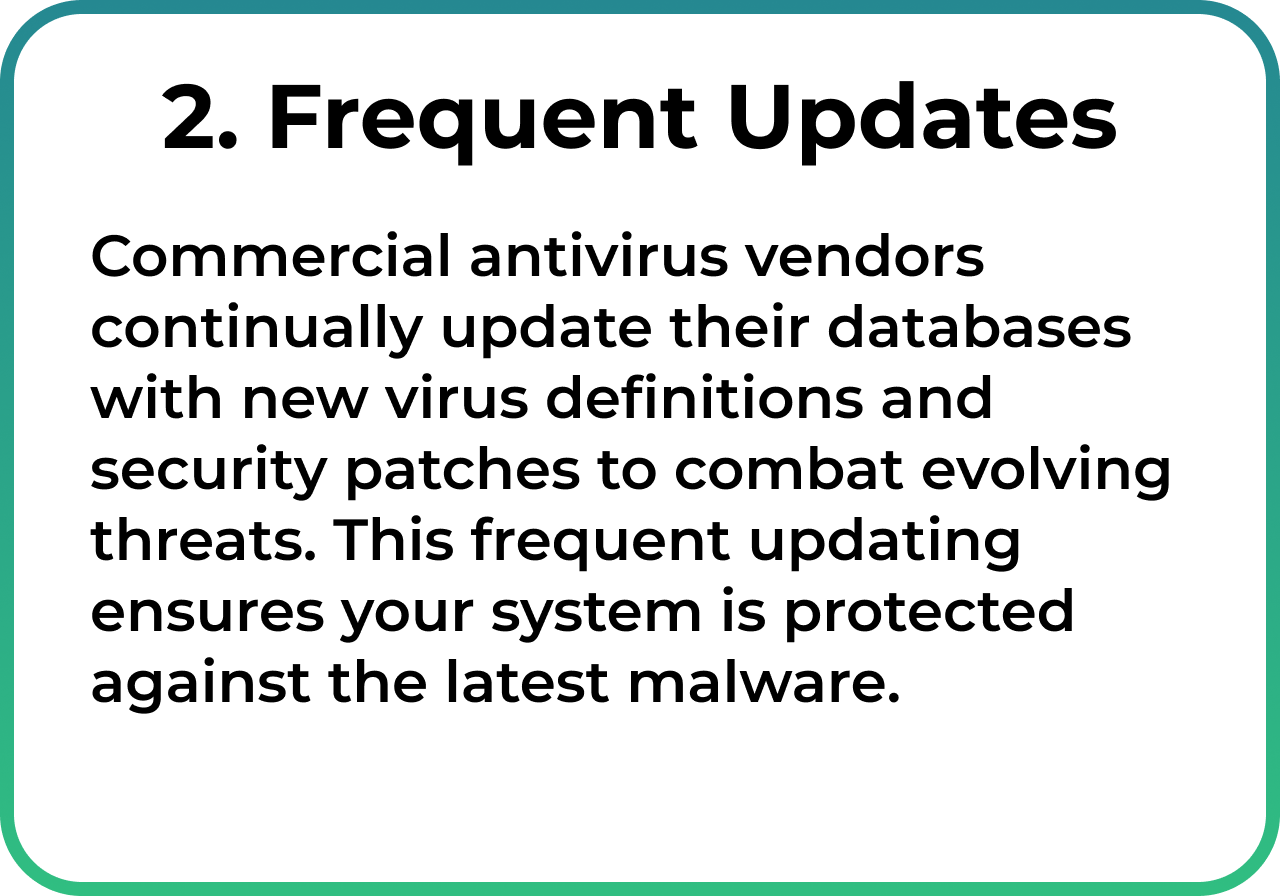 2. Frequent Updates
Commercial antivirus vendors
continually update their databases
with new virus definitions and
security patches to combat evolving
threats. This frequent updating
ensures your system is protected
against the latest malware.